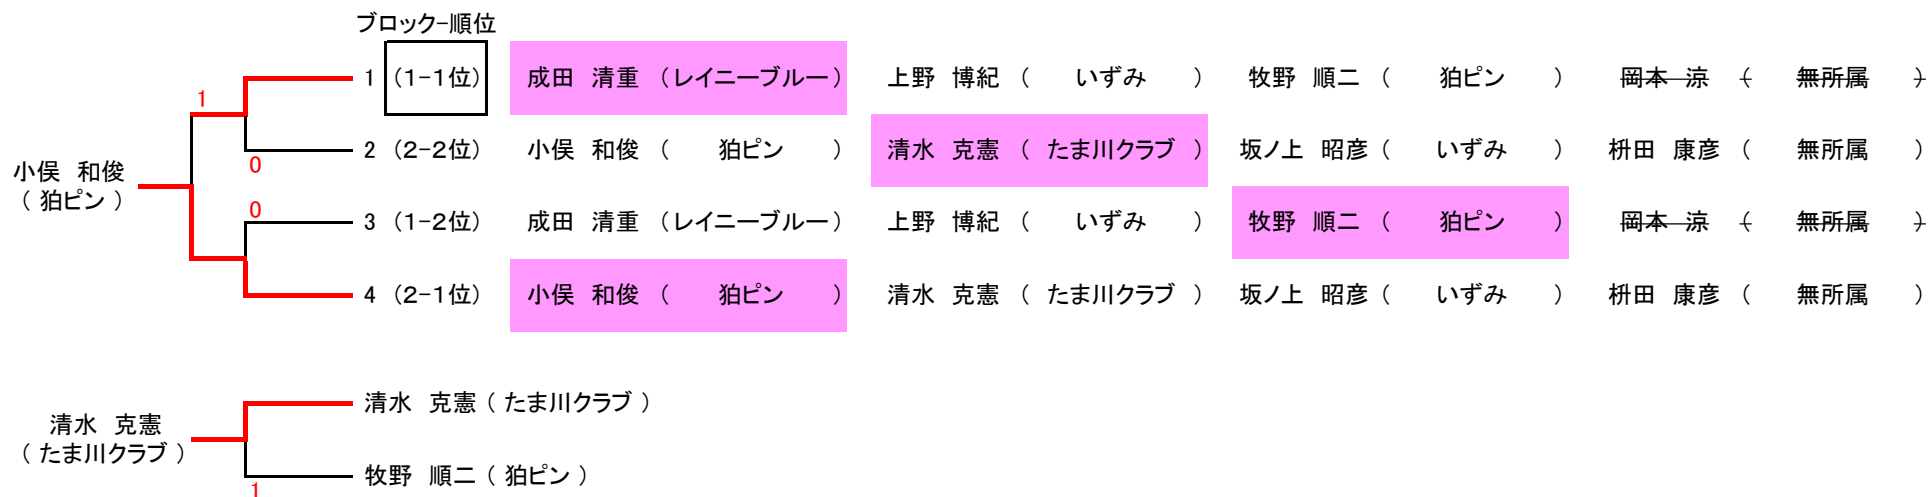 ブロック-順位
1 (1-1位) 成田 清重 (レイニーブルー) 上野 博紀 ( いずみ ) 牧野 順二 ( 狛ピン ) 岡本 涼 ( 無所属 )
1
2 (2-2位) 小俣 和俊 ( 狛ピン ) 清水 克憲 ( たま川クラブ ) 坂ノ上 昭彦 ( いずみ ) 枡田 康彦 ( 無所属 )
0
小俣 和俊
( 狛ピン )
0
3 (1-2位) 成田 清重 (レイニーブルー) 上野 博紀 ( いずみ ) 牧野 順二 ( 狛ピン ) 岡本 涼 ( 無所属 )
4 (2-1位) 小俣 和俊 ( 狛ピン ) 清水 克憲 ( たま川クラブ ) 坂ノ上 昭彦 ( いずみ ) 枡田 康彦 ( 無所属 )
清水 克憲 ( たま川クラブ )
清水 克憲
( たま川クラブ )
牧野 順二 ( 狛ピン )
1